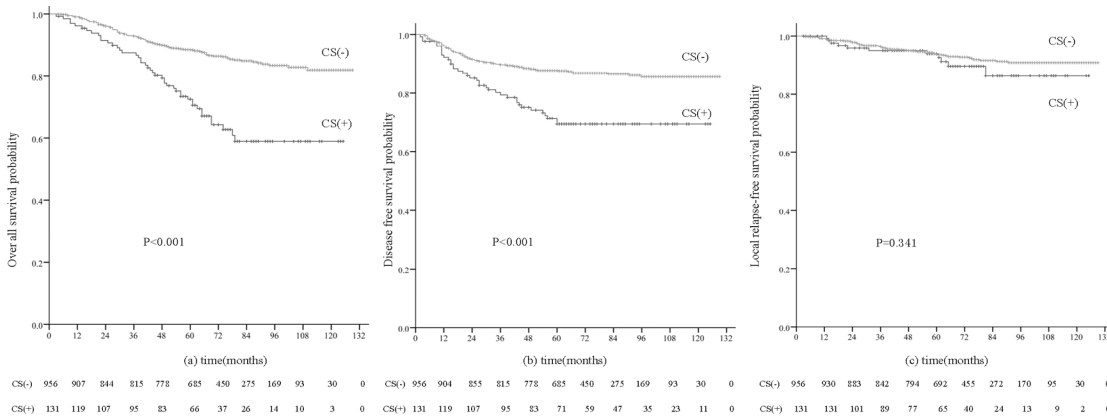 Over all survival probability
1.0
0.8
0.6
0.4
0.2
0.0
CS(-)
CS(+)
P<0.001
0 12 24 36 48 60 72 84 96 108 120 132
(a) time(months)
CS(-) 956 907 844 815 778 685 450 275 169 93 30 0
CS(+) 131 119 107 95 83 66 37 26 14 10 3 0
Disease free survival probability
1.0
0.8
0.6
0.4
0.2
0.0
CS(-)
CS(+)
P<0.001
0 12 24 36 48 60 72 84 96 108 120 132
(b) time(months)
CS(-) 956 904 855 815 778 685 450 275 169 93 30 0
CS(+) 131 119 107 95 83 71 59 47 35 23 11 0
Local relapse-free survival probability
1.0
0.8
0.6
0.4
0.2
0.0
CS(-)
CS(+)
P=0.341
0 12 24 36 48 60 72 84 96 108 120 132
(c) time(months)
CS(-) 956 930 883 842 794 692 455 272 170 95 30
CS(+) 131 131 101 89 77 65 40 24 13 9 2